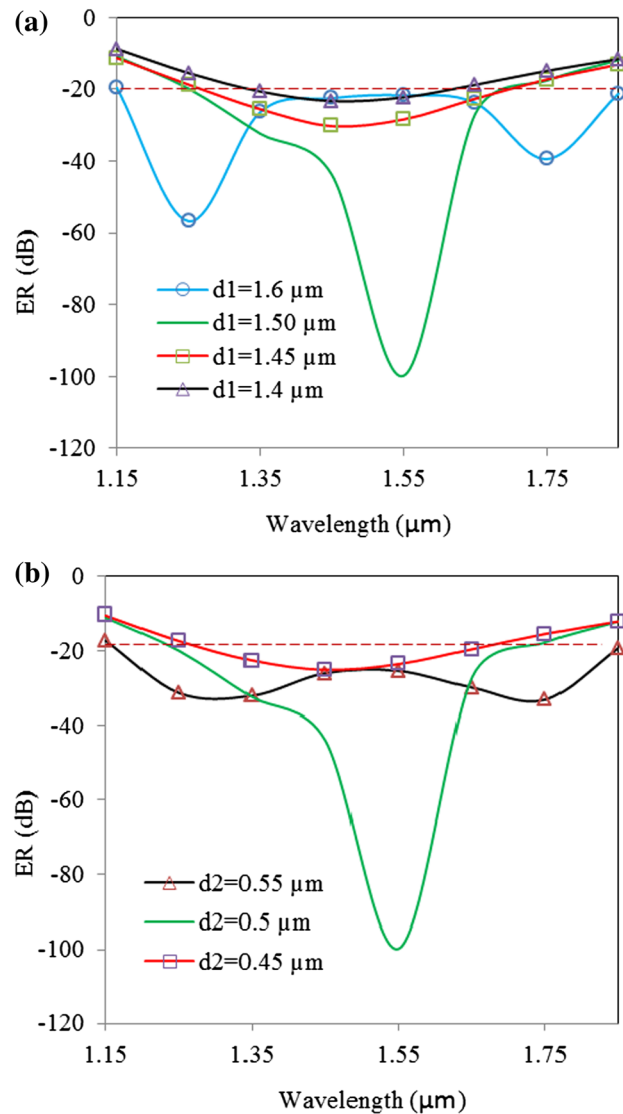 (a)
0
-20
-40
-60
-80
-100
-120
ER (dB)
d1=1.6 µm
d1=1.50 µm
d1=1.45 µm
d1=1.4 µm
1.15
1.35
1.55
1.75
Wavelength (µm)
(b)
0
-20
-40
-60
-80
-100
-120
ER (dB)
d2=0.55 µm
d2=0.5 µm
d2=0.45 µm
1.15
1.35
1.55
1.75
Wavelength (µm)